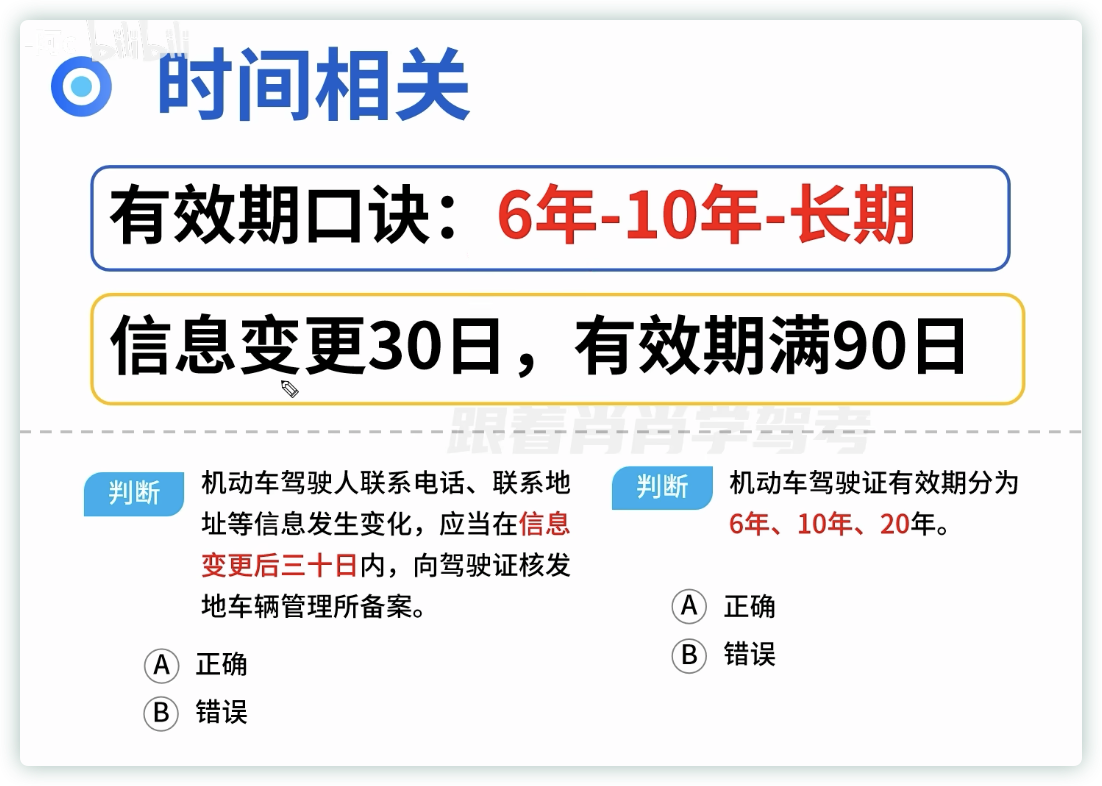 bilibili
时间相关
有效期口诀：6年-10年-长期
信息变更30日，有效期满90日
跟着肖肖学驾考
判断
机动车驾驶人联系电话、联系地
址等信息发生变化，应当在信息
变更后三十日内，向驾驶证核发
地车辆管理所备案。
A 正确
B 错误
判断
机动车驾驶证有效期分为
6年、10年、20年。
A 正确
B 错误